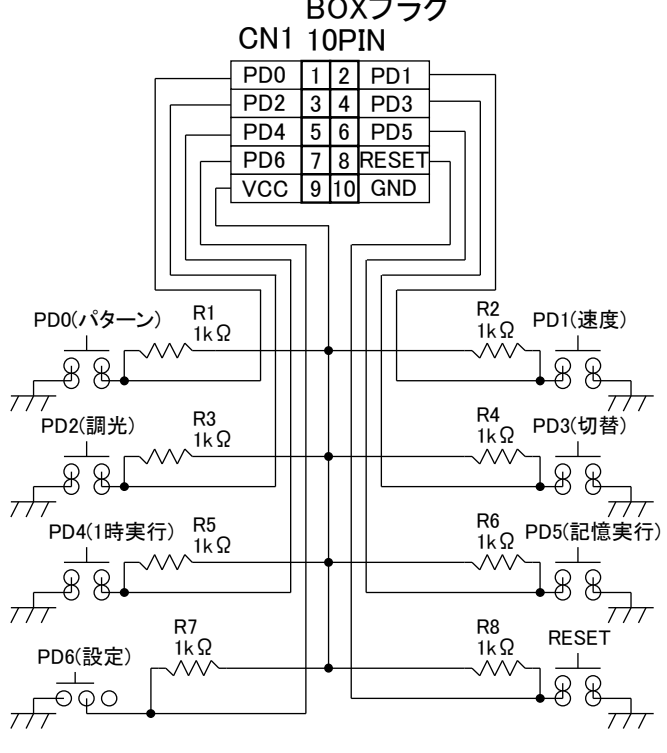 BOXプラグ
CN1 10PIN
PD0 1 2 PD1
PD2 3 4 PD3
PD4 5 6 PD5
PD6 7 8 RESET
VCC 9 10 GND
PD0(パターン)
R1
1kΩ
R2
1kΩ
PD1(速度)
PD2(調光)
R3
1kΩ
R4
1kΩ
PD3(切替)
PD4(1時実行)
R5
1kΩ
R6
1kΩ
PD5(記憶実行)
PD6(設定)
R7
1kΩ
R8
1kΩ
RESET